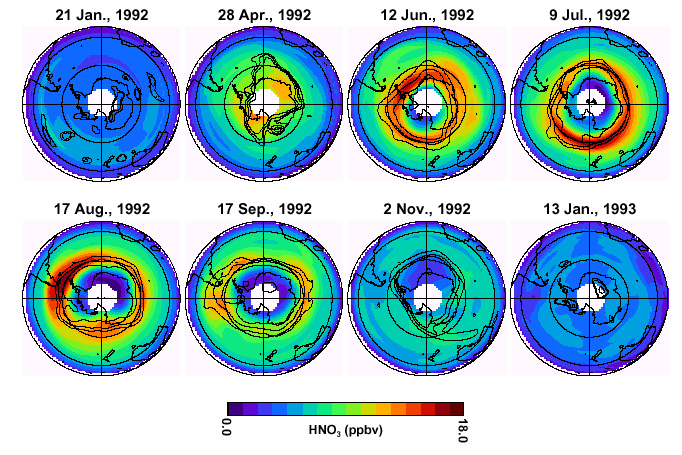 21 Jan., 1992 28 Apr., 1992 12 Jun., 1992 9 Jul., 1992
17 Aug., 1992 17 Sep., 1992 2 Nov., 1992 13 Jan., 1993
0.0 HNO₃ (ppbv) 18.0